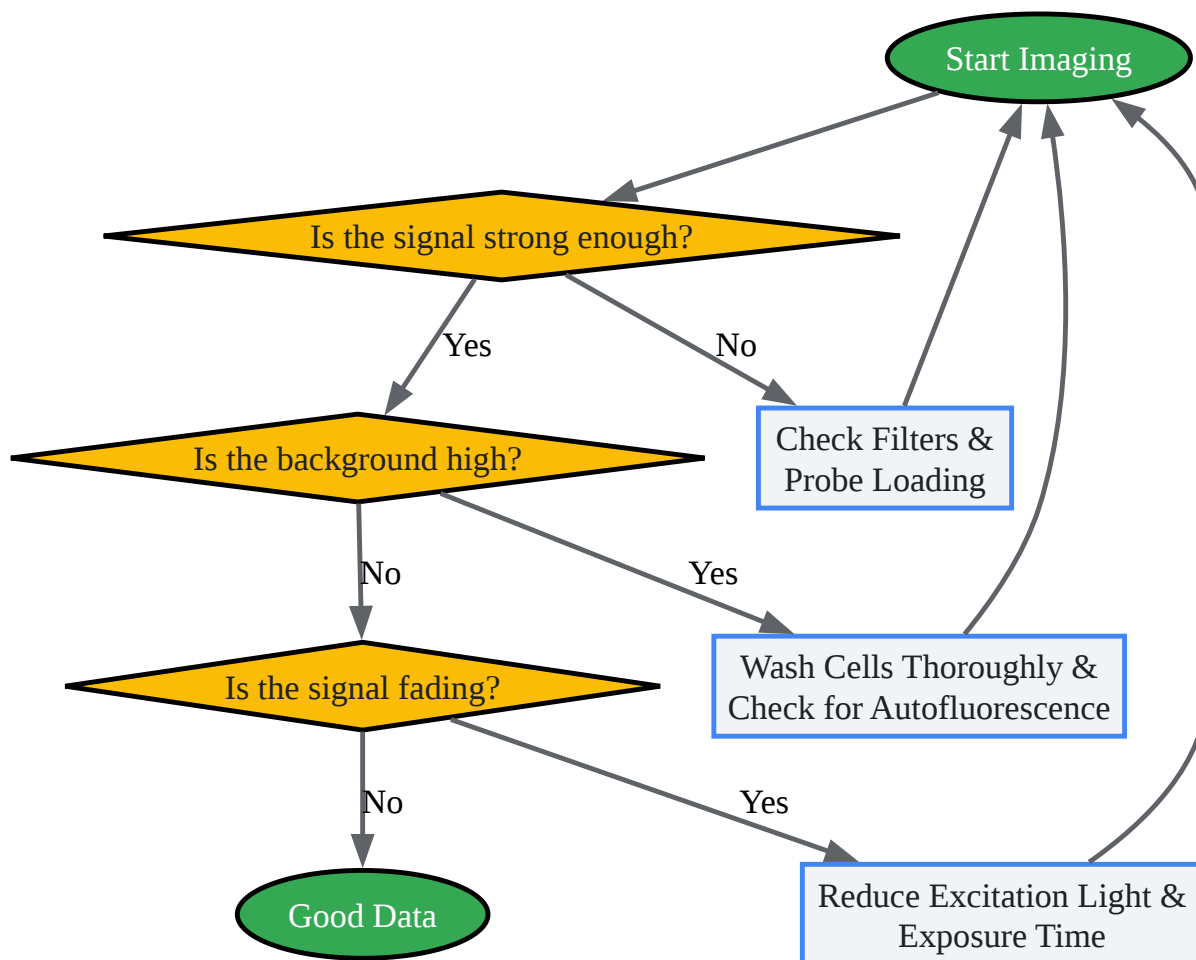 Start Imaging
Is the signal strong enough?
Yes
No
Check Filters &
Probe Loading
Is the background high?
No
Yes
Wash Cells Thoroughly &
Check for Autofluorescence
Is the signal fading?
No
Yes
Good Data
Reduce Excitation Light &
Exposure Time